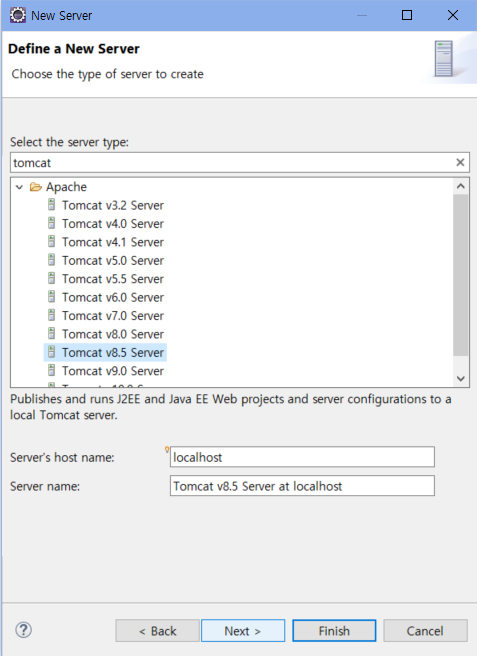 New Server
Define a New Server
Choose the type of server to create
Select the server type:
tomcat
Apache
Tomcat v3.2 Server
Tomcat v4.0 Server
Tomcat v4.1 Server
Tomcat v5.0 Server
Tomcat v5.5 Server
Tomcat v6.0 Server
Tomcat v7.0 Server
Tomcat v8.0 Server
Tomcat v8.5 Server
Tomcat v9.0 Server
Publishes and runs J2EE and Java EE Web projects and server configurations to a
local Tomcat server.
Server's host name: localhost
Server name: Tomcat v8.5 Server at localhost
? < Back Next > Finish Cancel